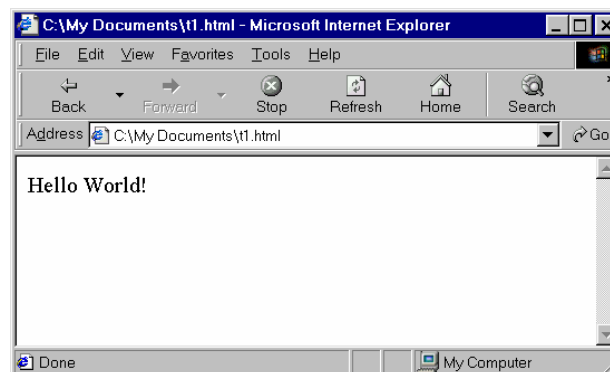 C:\My Documents\t1.html - Microsoft Internet Explorer
File Edit View Favorites Tools Help
Back Forward Stop Refresh Home Search
Address C:\My Documents\t1.html Go
Hello World!
Done My Computer